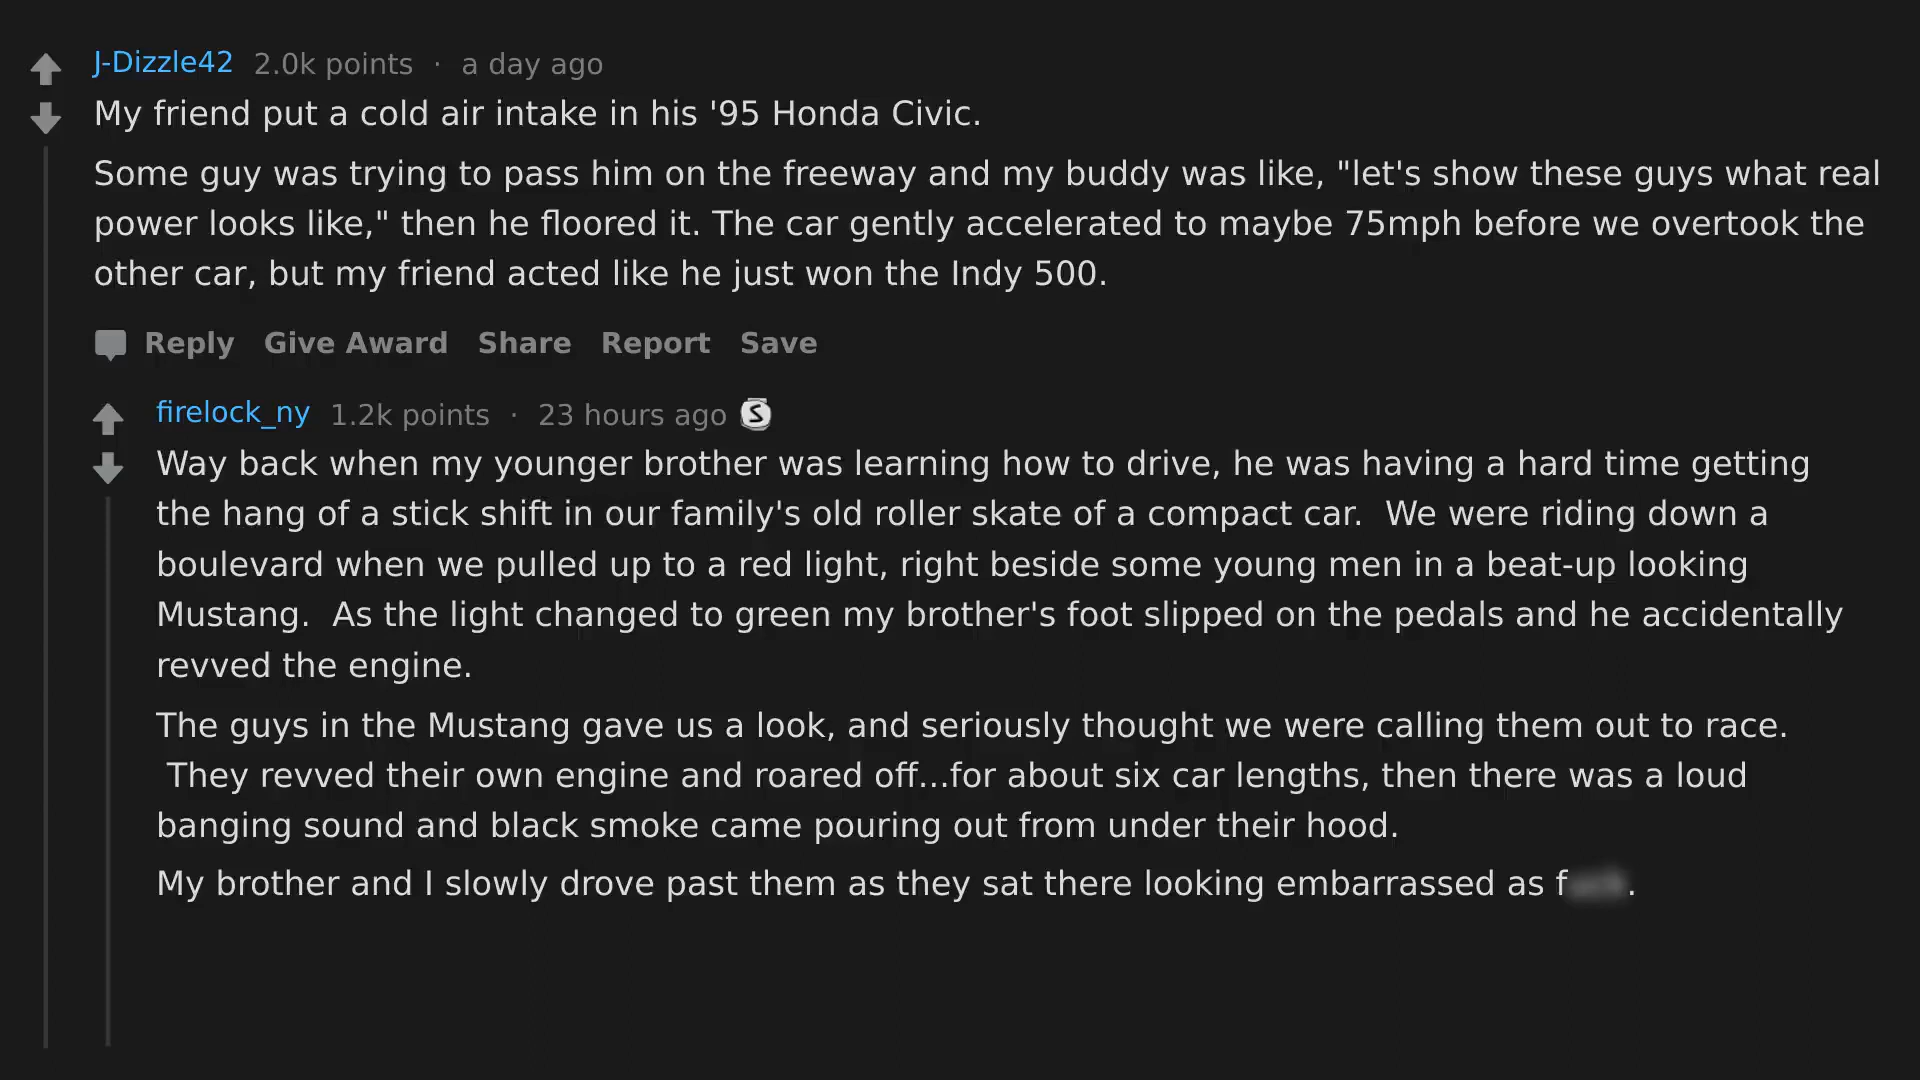 J-Dizzle42 2.0k points · a day ago
My friend put a cold air intake in his '95 Honda Civic.
Some guy was trying to pass him on the freeway and my buddy was like, "let's show these guys what real
power looks like," then he floored it. The car gently accelerated to maybe 75mph before we overtook the
other car, but my friend acted like he just won the Indy 500.
Reply Give Award Share Report Save
firelock_ny 1.2k points · 23 hours ago S
Way back when my younger brother was learning how to drive, he was having a hard time getting
the hang of a stick shift in our family's old roller skate of a compact car. We were riding down a
boulevard when we pulled up to a red light, right beside some young men in a beat-up looking
Mustang. As the light changed to green my brother's foot slipped on the pedals and he accidentally
revved the engine.
The guys in the Mustang gave us a look, and seriously thought we were calling them out to race.
They revved their own engine and roared off...for about six car lengths, then there was a loud
banging sound and black smoke came pouring out from under their hood.
My brother and I slowly drove past them as they sat there looking embarrassed as f